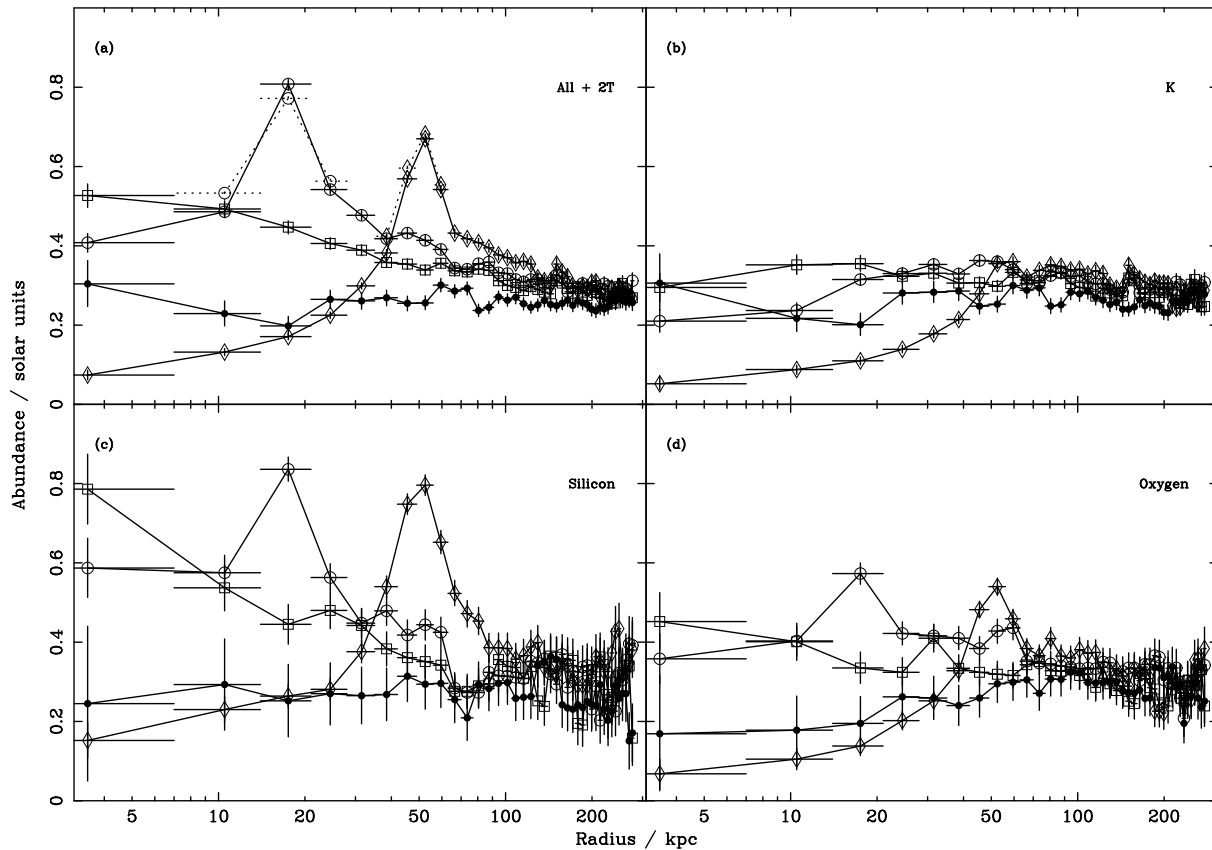 (a)
All + 2T
(b)
K
0.8
0.6
0.4
0.2
0
(c)
Silicon
(d)
Oxygen
0.8
0.6
0.4
0.2
0
Abundance / solar units
5 10 20 50 100 200
5 10 20 50 100 200
Radius / kpc